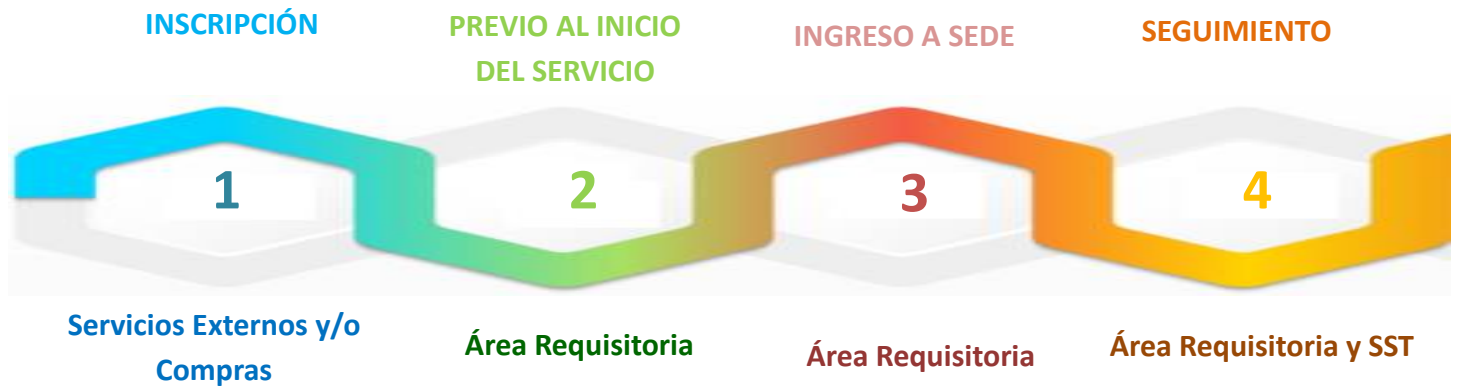 INSCRIPCIÓN
PREVIO AL INICIO
DEL SERVICIO
INGRESO A SEDE
SEGUIMIENTO
1
2
3
4
Servicios Externos y/o
Compras
Área Requisitoria
Área Requisitoria
Área Requisitoria y SST